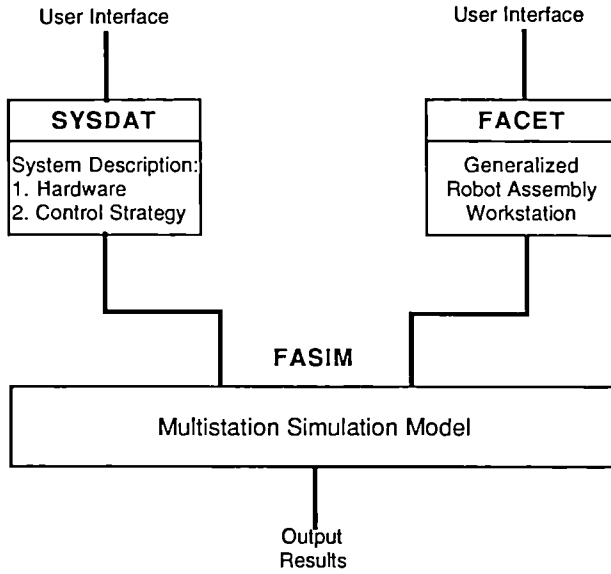 User Interface
User Interface
SYSDAT
System Description:
1. Hardware
2. Control Strategy
FACET
Generalized
Robot Assembly
Workstation
FASIM
Multistation Simulation Model
Output
Results